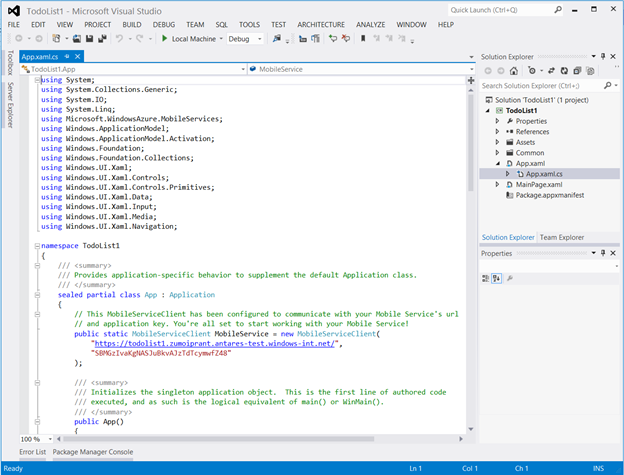 TodoList1 - Microsoft Visual Studio
Quick Launch (Ctrl+Q)
FILE EDIT VIEW PROJECT BUILD DEBUG TEAM SQL TOOLS TEST ARCHITECTURE ANALYZE WINDOW HELP
Local Machine Debug
Toolbox
Server Explorer
App.xaml.cs
TodoList1.App
MobileService
using System;
using System.Collections.Generic;
using System.IO;
using System.Linq;
using Microsoft.WindowsAzure.MobileServices;
using Windows.ApplicationModel;
using Windows.ApplicationModel.Activation;
using Windows.Foundation;
using Windows.Foundation.Collections;
using Windows.UI.Xaml;
using Windows.UI.Xaml.Controls;
using Windows.UI.Xaml.Controls.Primitives;
using Windows.UI.Xaml.Data;
using Windows.UI.Xaml.Input;
using Windows.UI.Xaml.Media;
using Windows.UI.Xaml.Navigation;
namespace TodoList1
{
/// <summary>
/// Provides application-specific behavior to supplement the default Application class.
/// </summary>
sealed partial class App : Application
{
// This MobileServiceClient has been configured to communicate with your Mobile Service's url
// and application key. You're all set to start working with your Mobile Service!
public static MobileServiceClient MobileService = new MobileServiceClient(
"https://todolist1.zumoiprant.antares-test.windows-int.net/",
"SBMGzIvaKgNASJuBkvAJzTdTcymwfZ48"
);
/// <summary>
/// Initializes the singleton application object.  This is the first line of authored code
/// executed, and as such is the logical equivalent of main() or WinMain().
/// </summary>
public App()
{
100 %
Error List Package Manager Console
Solution Explorer
Search Solution Explorer (Ctrl+;)
Solution 'TodoList1' (1 project)
TodoList1
Properties
References
Assets
Common
App.xaml
App.xaml.cs
MainPage.xaml
Package.appxmanifest
Solution Explorer Team Explorer
Properties
Ready Ln 1 Col 1 Ch 1 INS